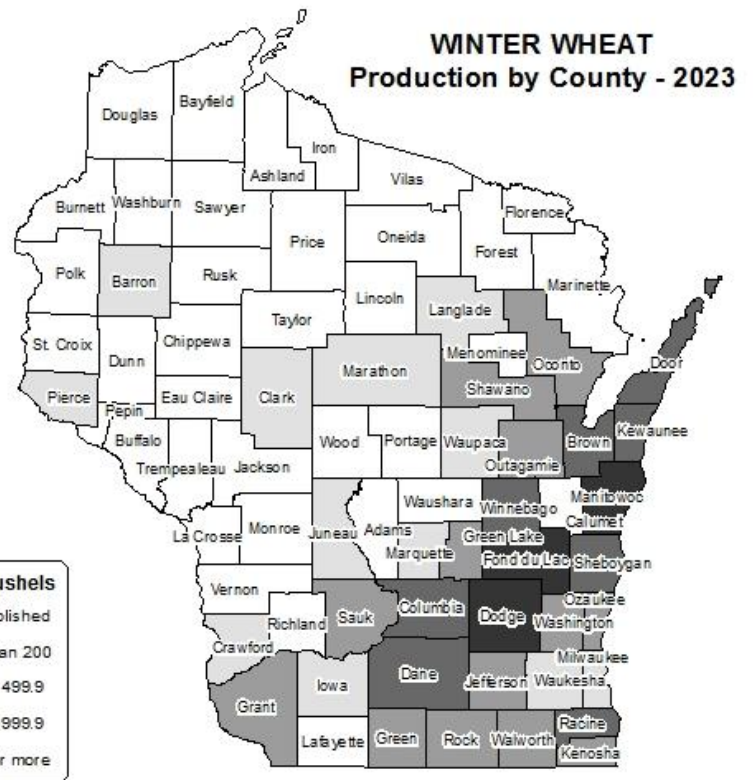 WINTER WHEAT
Production by County - 2023
Bayfield
Douglas
Iron
Ashland
Vilas
Burnett
Washburn
Sawyer
Florence
Price
Oneida
Forest
Polk
Barron
Rusk
Marinette
Lincoln
Langlade
Taylor
St. Croix
Chippewa
Menominee
Dunn
Oconto
Door
Marathon
Shawano
Pierce
Eau Claire
Clark
Pepin
Buffalo
Wood
Portage
Waupaca
Brown
Kewaunee
Trempealeau
Jackson
Outagamie
Waushara
Manitowoc
Winnebago
La Crosse
Monroe
Juneau
Adams
Calumet
Green Lake
Marquette
Fond du Lac
Sheboygan
Vernon
Ozaukee
Richland
Sauk
Columbia
Dodge
Washington
Crawford
Milwaukee
Iowa
Dane
Jefferson
Waukesha
Grant
Racine
Lafayette
Green
Rock
Walworth
Kenosha
ushels
blished
an 200
499.9
999.9
r more